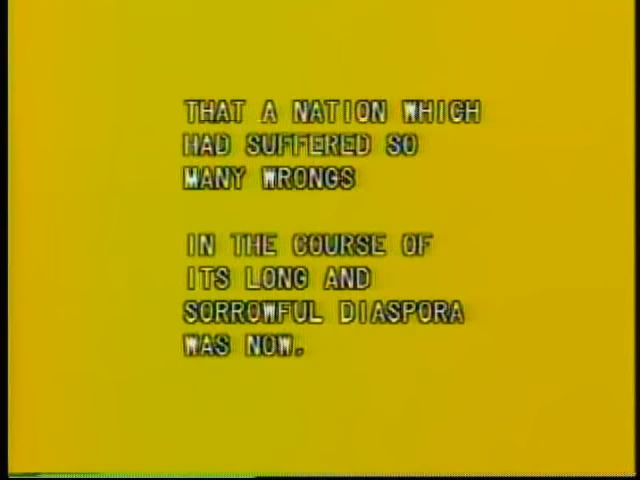 THAT A NATION WHICH
HAD SUFFERED SO
MANY WRONGS
IN THE COURSE OF
ITS LONG AND
SORROWFUL DIASPORA
WAS NOW.